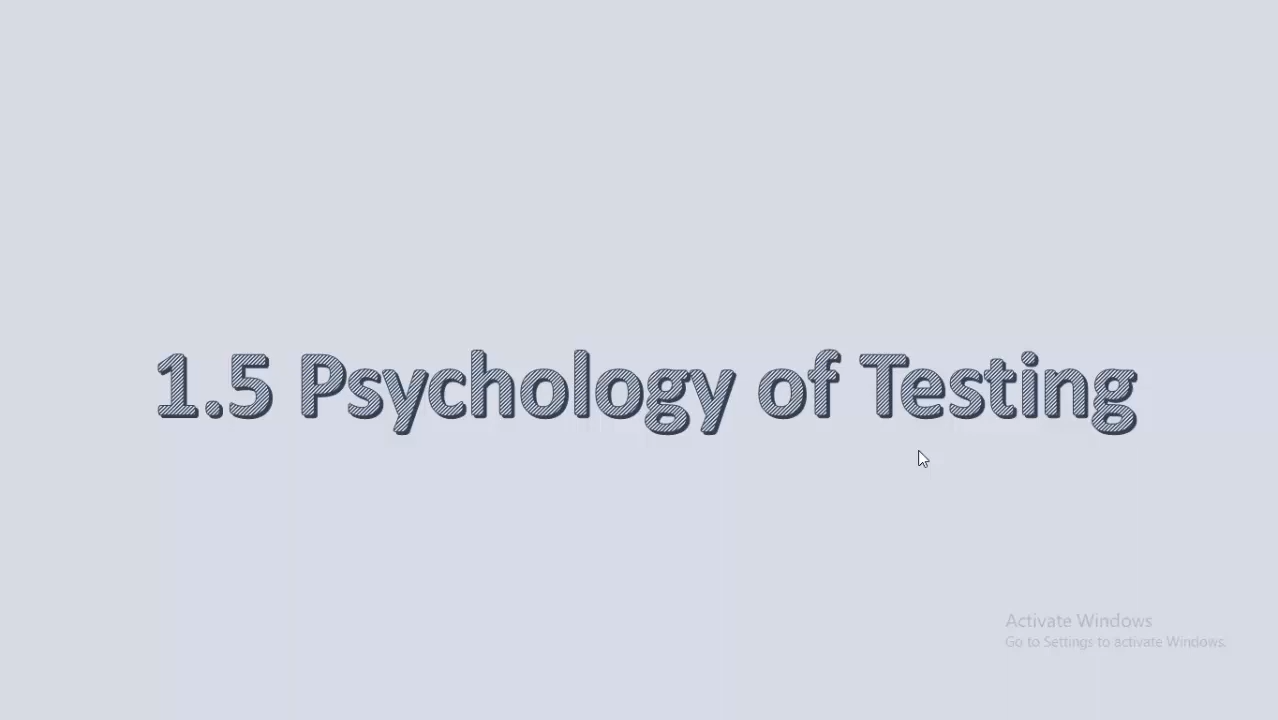 1.5 Psychology of Testing
Activate Windows
Go to Settings to activate Windows.